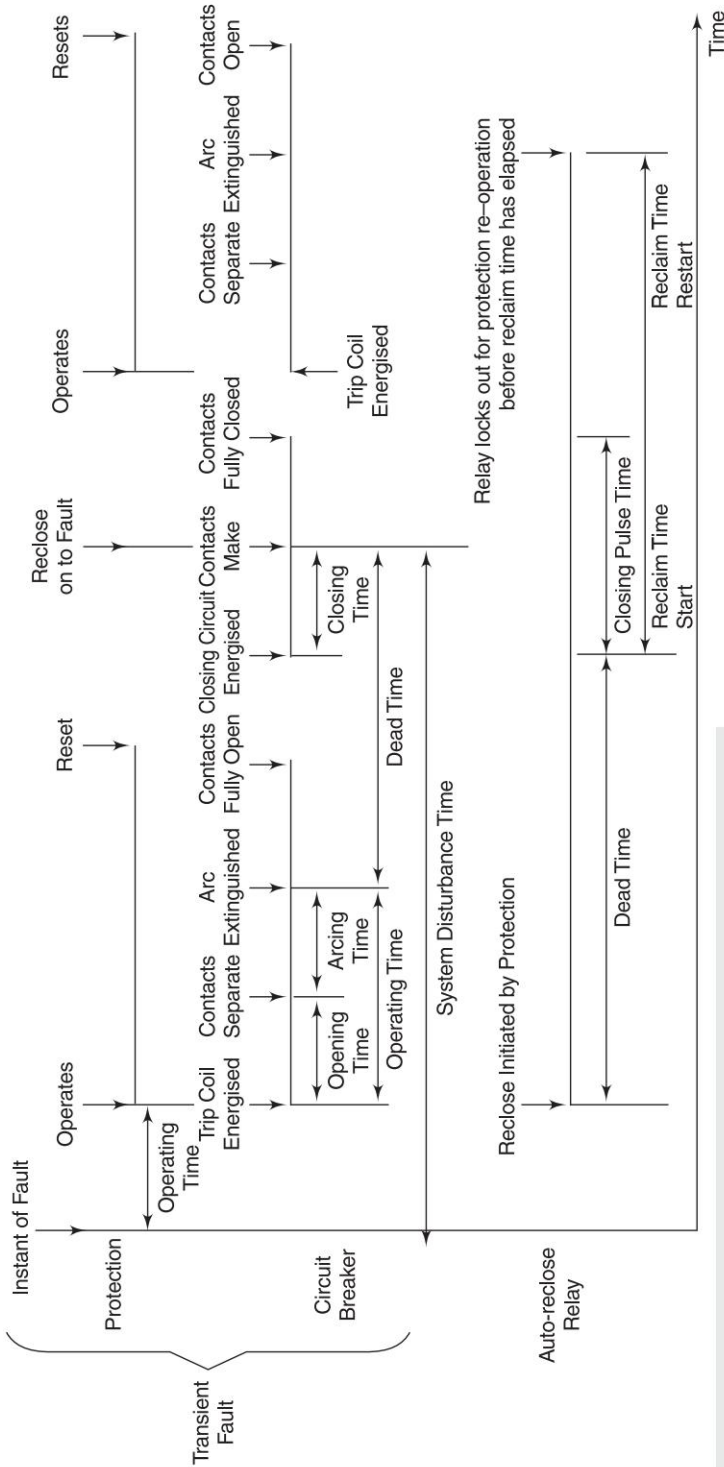 Instant of Fault
Operates
Reset
Reclose
on to Fault
Operates
Resets
Transient
Fault
Protection
Operating
Time
Circuit
Breaker
Trip Coil
Energised
Contacts
Separate
Arc
Extinguished
Contacts
Fully Open
Closing Circuit
Energised
Contacts
Make
Contacts
Fully Closed
Contacts
Separate
Arc
Extinguished
Contacts
Open
Opening
Time
Arcing
Time
Closing
Time
Trip Coil
Energised
Operating Time
Dead Time
System Disturbance Time
Auto-reclose
Relay
Reclose Initiated by Protection
Relay locks out for protection re–operation
before reclaim time has elapsed
Dead Time
Closing Pulse Time
Reclaim Time
Start
Reclaim Time
Restart
Time